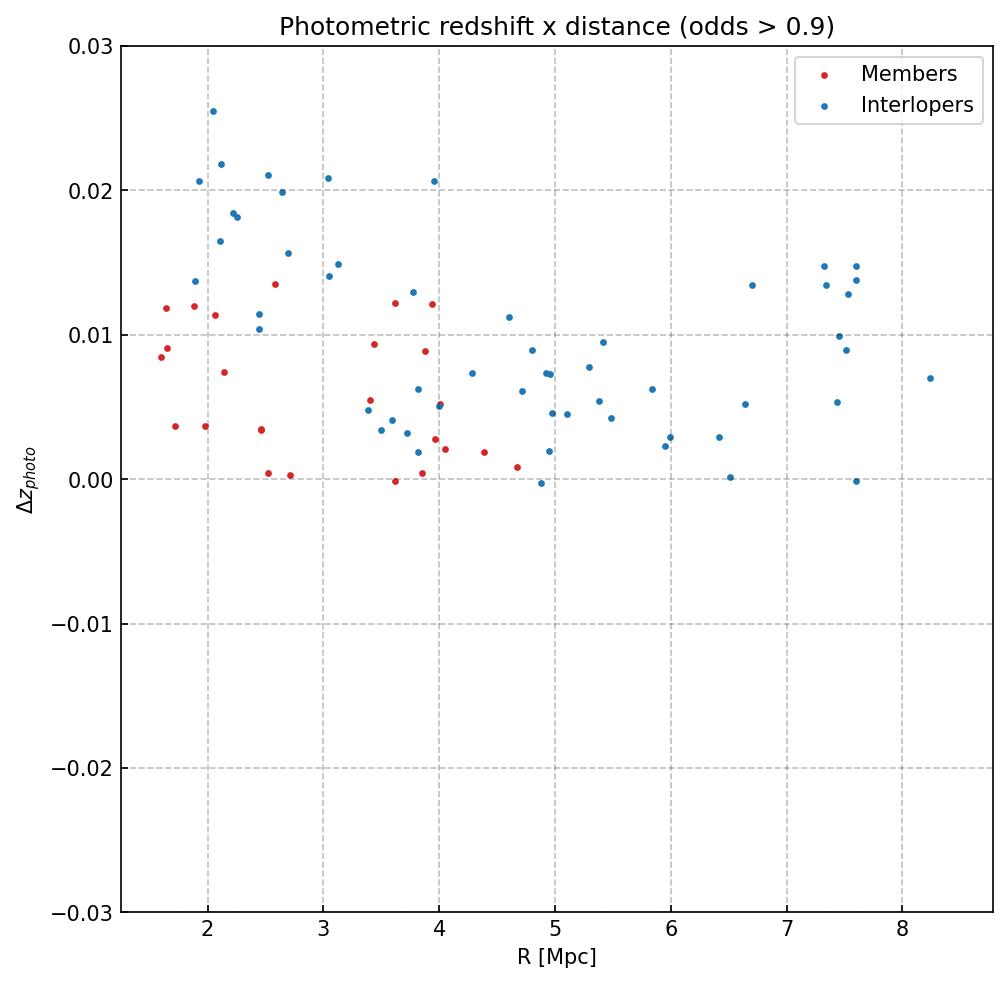 Photometric redshift x distance (odds > 0.9)
Members
Interlopers
0.03
0.02
0.01
0.00
−0.01
−0.02
−0.03
Δz_photo
2 3 4 5 6 7 8
R [Mpc]